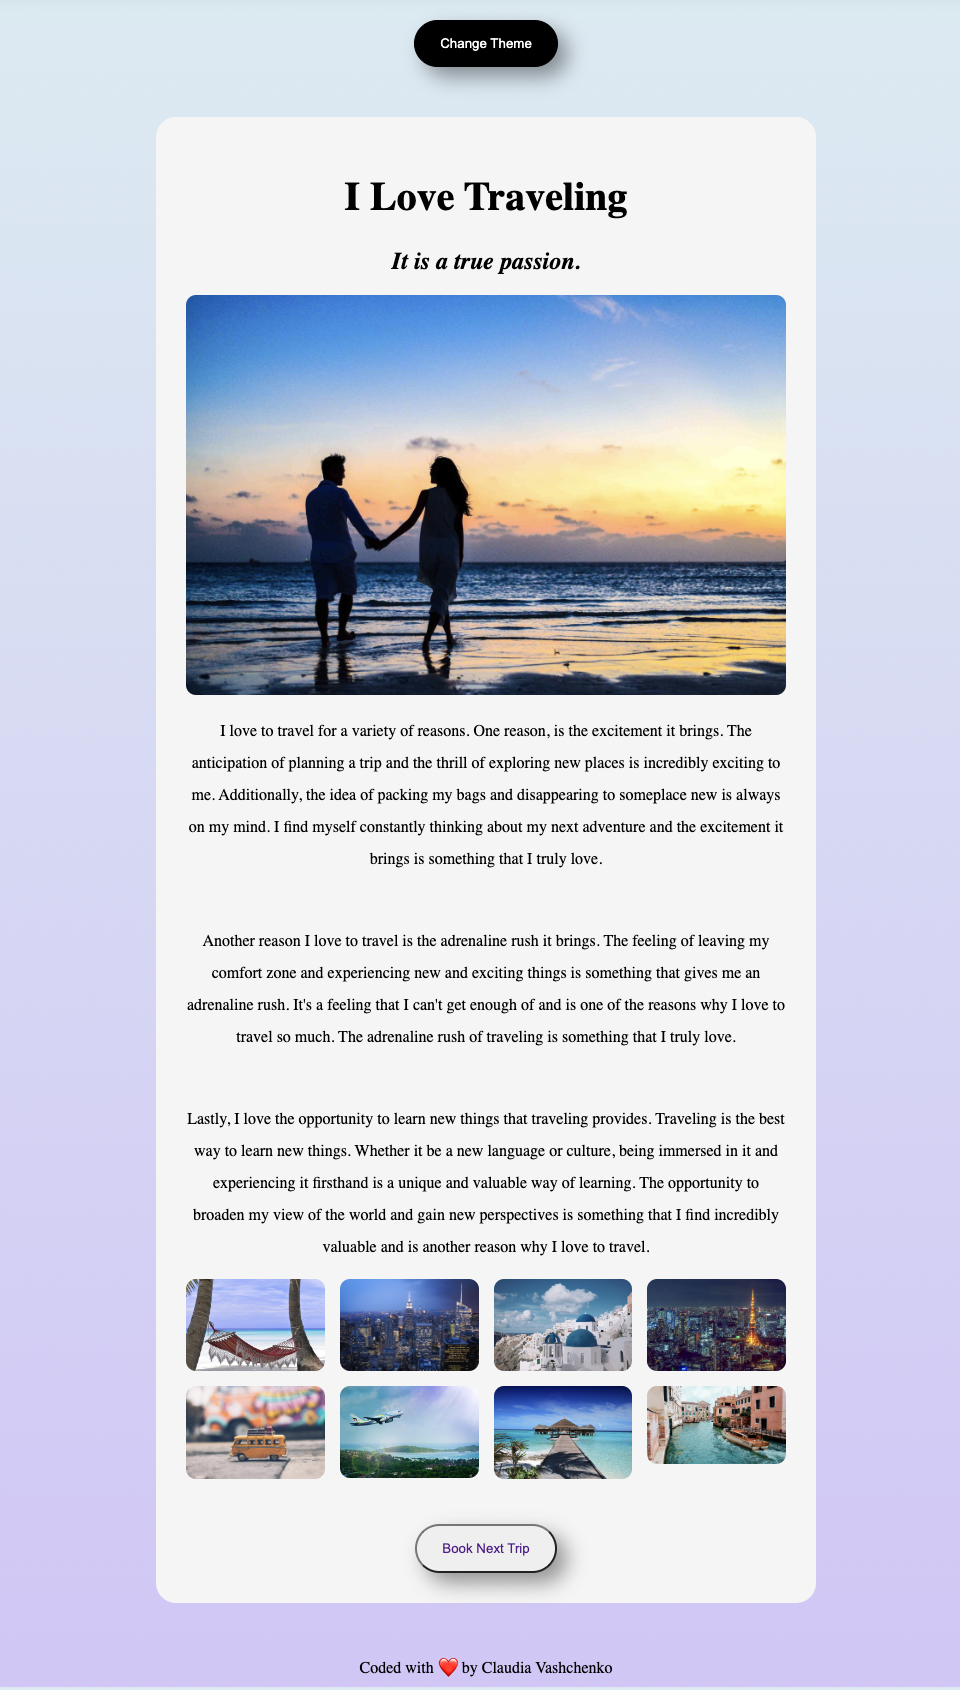 Change Theme
I Love Traveling
It is a true passion.
I love to travel for a variety of reasons. One reason, is the excitement it brings. The
anticipation of planning a trip and the thrill of exploring new places is incredibly exciting to
me. Additionally, the idea of packing my bags and disappearing to someplace new is always
on my mind. I find myself constantly thinking about my next adventure and the excitement it
brings is something that I truly love.
Another reason I love to travel is the adrenaline rush it brings. The feeling of leaving my
comfort zone and experiencing new and exciting things is something that gives me an
adrenaline rush. It's a feeling that I can't get enough of and is one of the reasons why I love to
travel so much. The adrenaline rush of traveling is something that I truly love.
Lastly, I love the opportunity to learn new things that traveling provides. Traveling is the best
way to learn new things. Whether it be a new language or culture, being immersed in it and
experiencing it firsthand is a unique and valuable way of learning. The opportunity to
broaden my view of the world and gain new perspectives is something that I find incredibly
valuable and is another reason why I love to travel.
Book Next Trip
Coded with ❤️ by Claudia Vashchenko